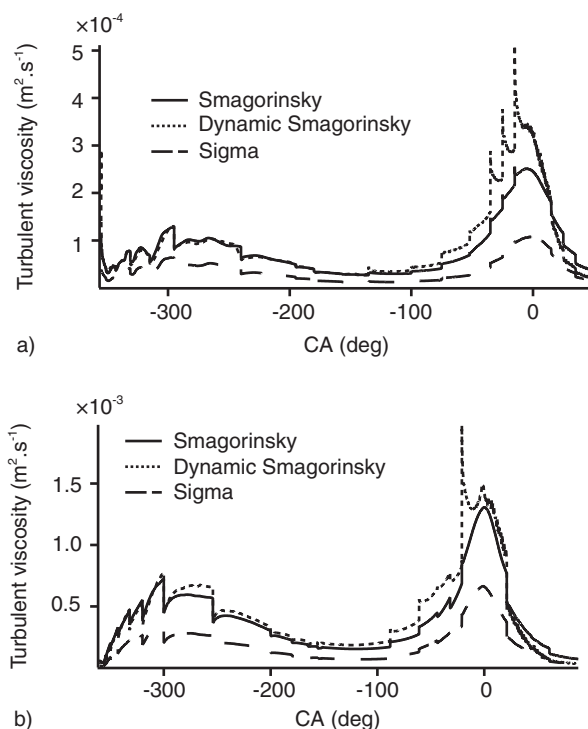 ×10⁻⁴
Turbulent viscosity (m².s⁻¹)
5
4
3
2
1
Smagorinsky
Dynamic Smagorinsky
Sigma
-300
-200
-100
0
CA (deg)
a)
×10⁻³
Turbulent viscosity (m².s⁻¹)
1.5
1.0
0.5
Smagorinsky
Dynamic Smagorinsky
Sigma
-300
-200
-100
0
CA (deg)
b)